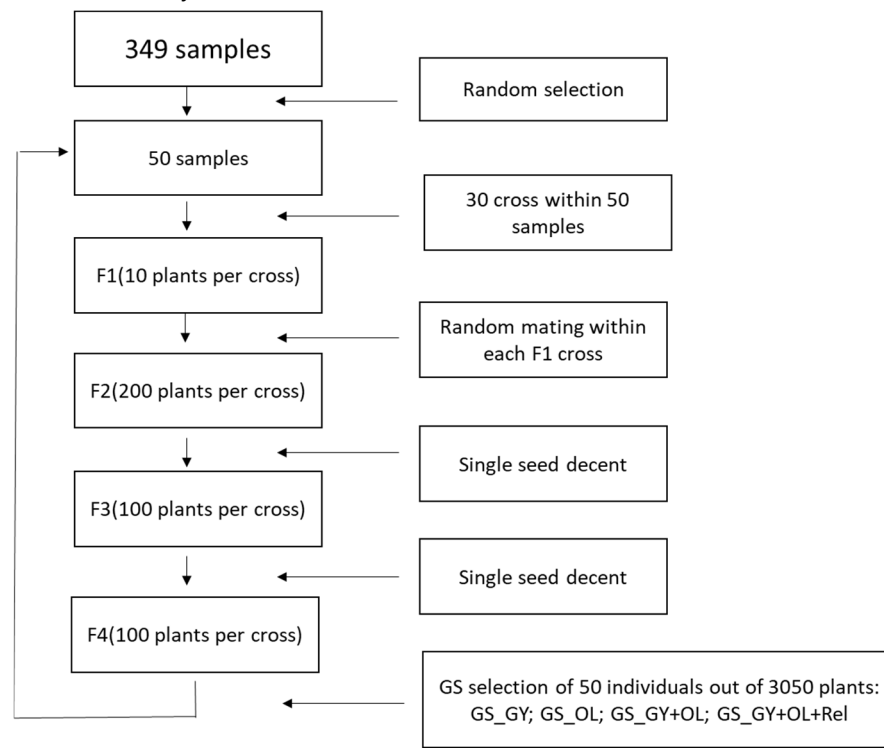 349 samples
Random selection
50 samples
30 cross within 50
samples
F1(10 plants per cross)
Random mating within
each F1 cross
F2(200 plants per cross)
Single seed decent
F3(100 plants per cross)
Single seed decent
F4(100 plants per cross)
GS selection of 50 individuals out of 3050 plants:
GS_GY; GS_OL; GS_GY+OL; GS_GY+OL+Rel